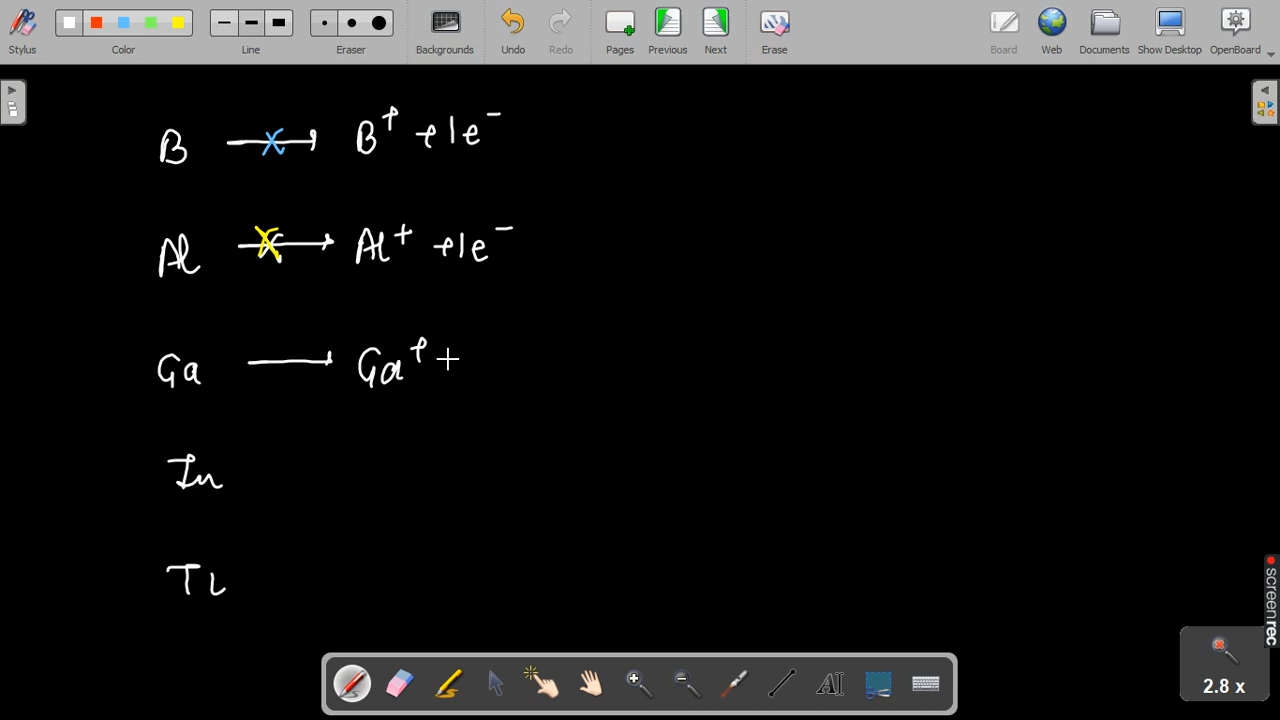 Stylus Color Line Eraser Backgrounds Undo Redo Pages Previous Next Erase Board Web Documents Show Desktop OpenBoard
B → B⁺ + 1e⁻
Al → Al⁺ + 1e⁻
Ga → Ga⁺ +
In
Tl
screenrec
2.8 x